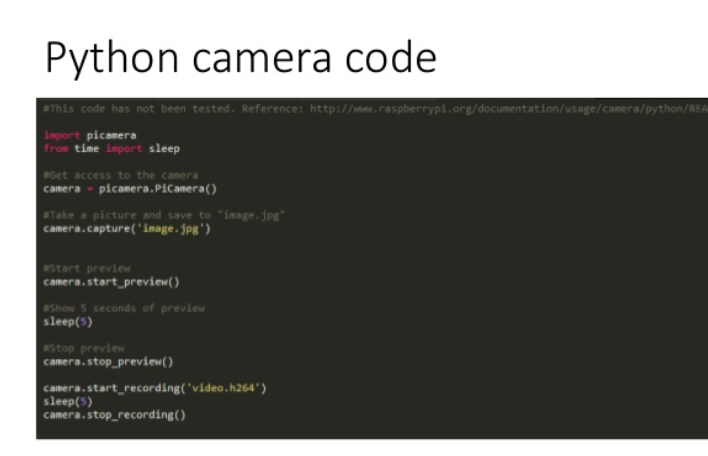 Python camera code
#This code has not been tested. Reference: http://www.raspberrypi.org/documentation/usage/camera/python/REA
import picamera
from time import sleep
#Get access to the camera
camera = picamera.PiCamera()
#Take a picture and save to "image.jpg"
camera.capture('image.jpg')
#Start preview
camera.start_preview()
#Show 5 seconds of preview
sleep(5)
#Stop preview
camera.stop_preview()
camera.start_recording('video.h264')
sleep(5)
camera.stop_recording()